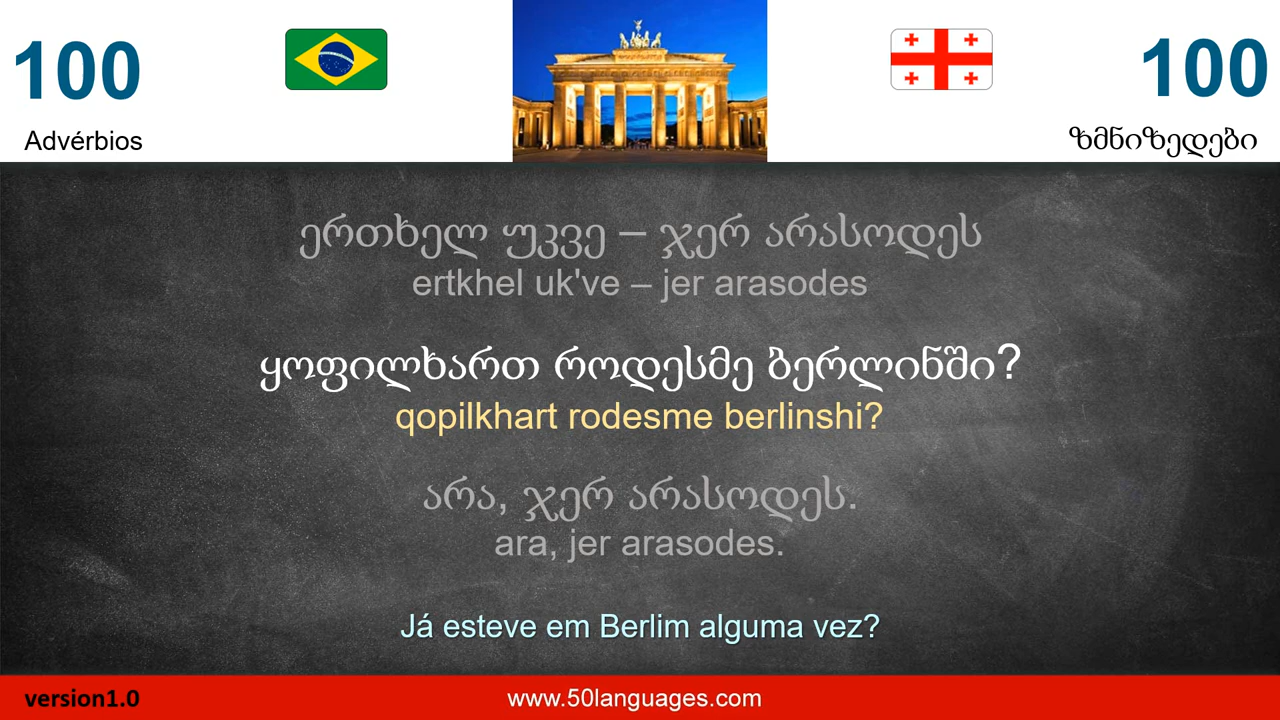 100
100
Advérbios
ზმნიზედები
ერთხელ უკვე – ჯერ არასოდეს
ertkhel uk've – jer arasodes
ყოფილხართ როდესმე ბერლინში?
qopilkhart rodesme berlinshi?
არა, ჯერ არასოდეს.
ara, jer arasodes.
Já esteve em Berlim alguma vez?
version1.0
www.50languages.com